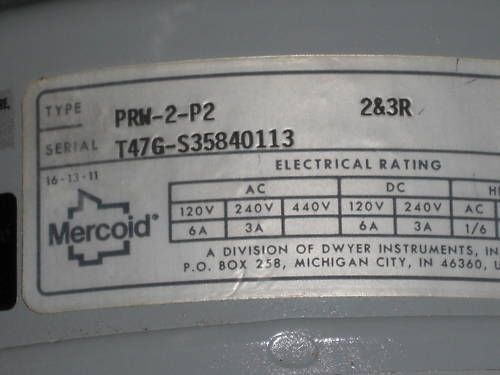 TYPE PRW-2-P2 2&3R
SERIAL T47G-S35840113
16-13-11
ELECTRICAL RATING
AC DC
120V 240V 440V 120V 240V AC
6A 3A 6A 3A 1/6
Mercoid®
A DIVISION OF DWYER INSTRUMENTS,
P.O. BOX 258, MICHIGAN CITY, IN 46360,